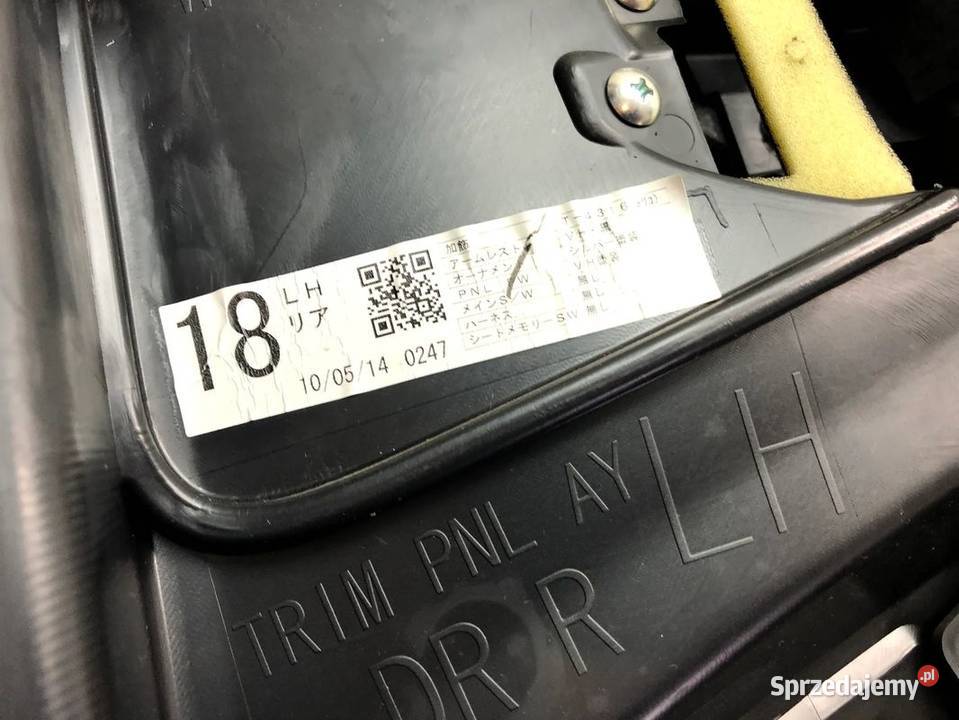 18
LH
リア
10/05/14 0247
加飾
アームレスト
オーナメント
PNL SW
メインSW
ハーネス
シートメモリーSW 無し
TRIM PNL AY LH
DR R
Sprzedajemy.pl